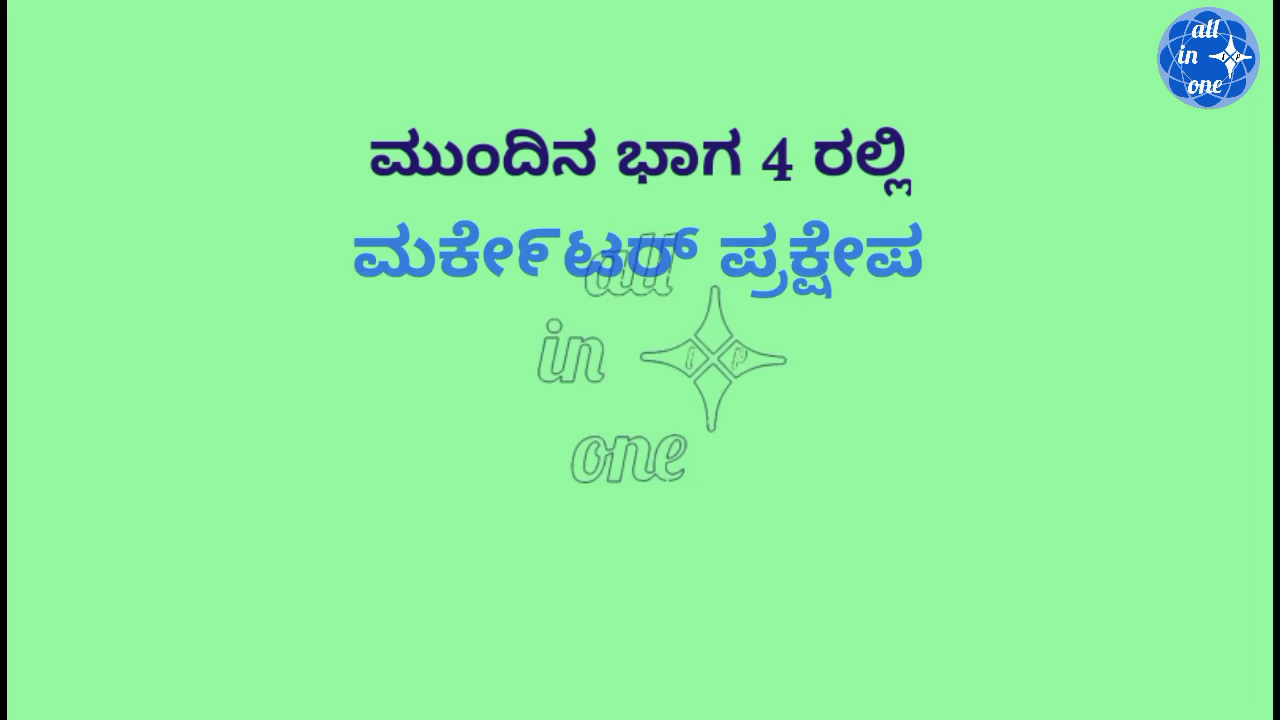 all
in
one
ಮುಂದಿನ ಭಾಗ 4 ರಲ್ಲಿ
ಮರ್ಕೇಟರ್ ಪ್ರಕ್ಷೇಪ
all
in
one